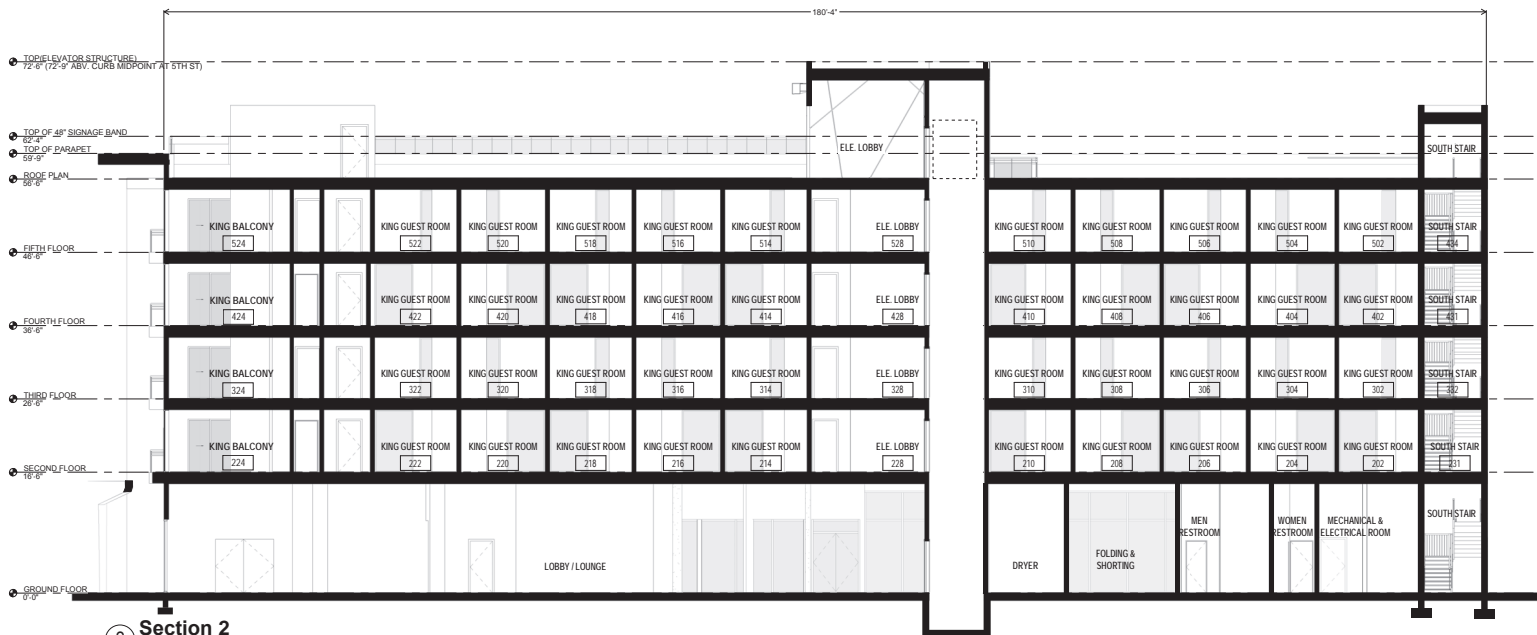 180'-4"
TOP(ELEVATOR STRUCTURE)
72'-6" (72'-9" ABV. CURB MIDPOINT AT 5TH ST)
TOP OF 48" SIGNAGE BAND
62'-4"
TOP OF PARAPET
59'-9"
ELE. LOBBY
SOUTH STAIR
ROOF PLAN
56'-6"
KING BALCONY KING GUEST ROOM KING GUEST ROOM KING GUEST ROOM KING GUEST ROOM KING GUEST ROOM ELE. LOBBY KING GUEST ROOM KING GUEST ROOM KING GUEST ROOM KING GUEST ROOM KING GUEST ROOM SOUTH STAIR
524 522 520 518 516 514 528 510 508 506 504 502 434
FIFTH FLOOR
46'-6"
KING BALCONY KING GUEST ROOM KING GUEST ROOM KING GUEST ROOM KING GUEST ROOM KING GUEST ROOM ELE. LOBBY KING GUEST ROOM KING GUEST ROOM KING GUEST ROOM KING GUEST ROOM KING GUEST ROOM SOUTH STAIR
424 422 420 418 416 414 428 410 408 406 404 402 431
FOURTH FLOOR
36'-6"
KING BALCONY KING GUEST ROOM KING GUEST ROOM KING GUEST ROOM KING GUEST ROOM KING GUEST ROOM ELE. LOBBY KING GUEST ROOM KING GUEST ROOM KING GUEST ROOM KING GUEST ROOM KING GUEST ROOM SOUTH STAIR
324 322 320 318 316 314 328 310 308 306 304 302 332
THIRD FLOOR
26'-6"
KING BALCONY KING GUEST ROOM KING GUEST ROOM KING GUEST ROOM KING GUEST ROOM KING GUEST ROOM ELE. LOBBY KING GUEST ROOM KING GUEST ROOM KING GUEST ROOM KING GUEST ROOM KING GUEST ROOM SOUTH STAIR
224 222 220 218 216 214 228 210 208 206 204 202 231
SECOND FLOOR
16'-6"
SOUTH STAIR
MEN
RESTROOM
WOMEN
RESTROOM
MECHANICAL &
ELECTRICAL ROOM
FOLDING &
SHORTING
LOBBY / LOUNGE
DRYER
GROUND FLOOR
0'-0"
Section 2